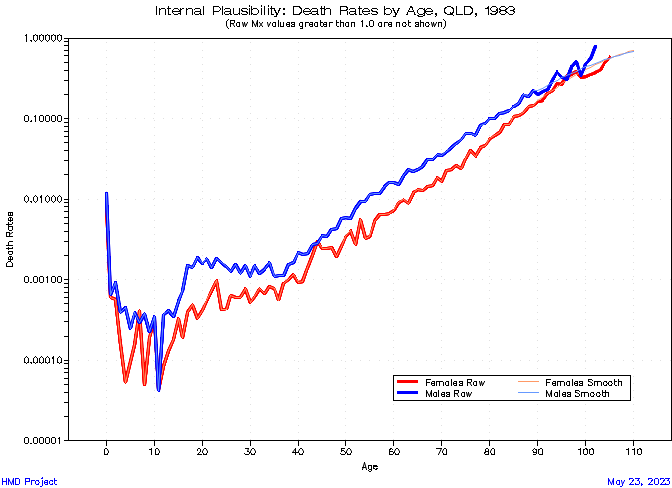 Internal Plausibility: Death Rates by Age, QLD, 1983
(Raw Mx values greater than 1.0 are not shown)
1.00000
0.10000
0.01000
0.00100
0.00010
0.00001
Death Rates
Females Raw
Females Smooth
Males Raw
Males Smooth
0 10 20 30 40 50 60 70 80 90 100 110
Age
HMD Project
May 23, 2023